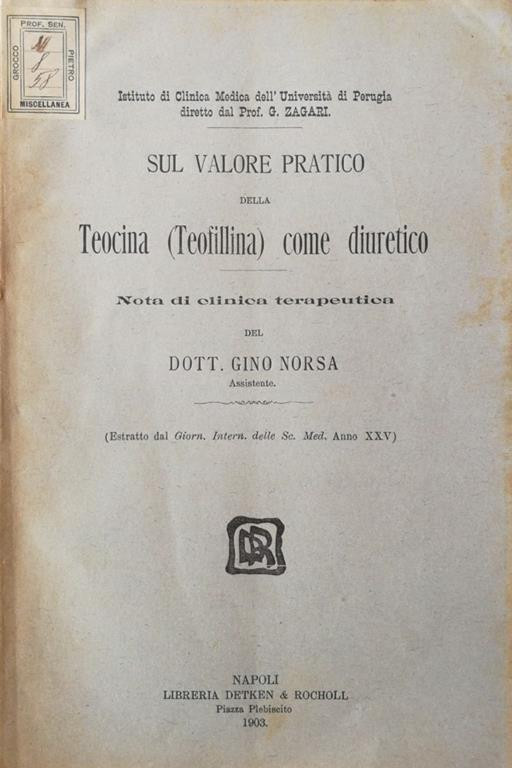 PROF. SEN.
GROCCO
PIETRO
8
58
MISCELLANEA
Istituto di Clinica Medica dell' Università di Perugia
diretto dal Prof. G. ZAGARI.
SUL VALORE PRATICO
DELLA
Teocina (Teofillina) come diuretico
Nota di clinica terapeutica
DEL
DOTT. GINO NORSA
Assistente.
(Estratto dal Giorn. Intern. delle Sc. Med. Anno XXV)
NAPOLI
LIBRERIA DETKEN & ROCHOLL
Piazza Plebiscito
1903.